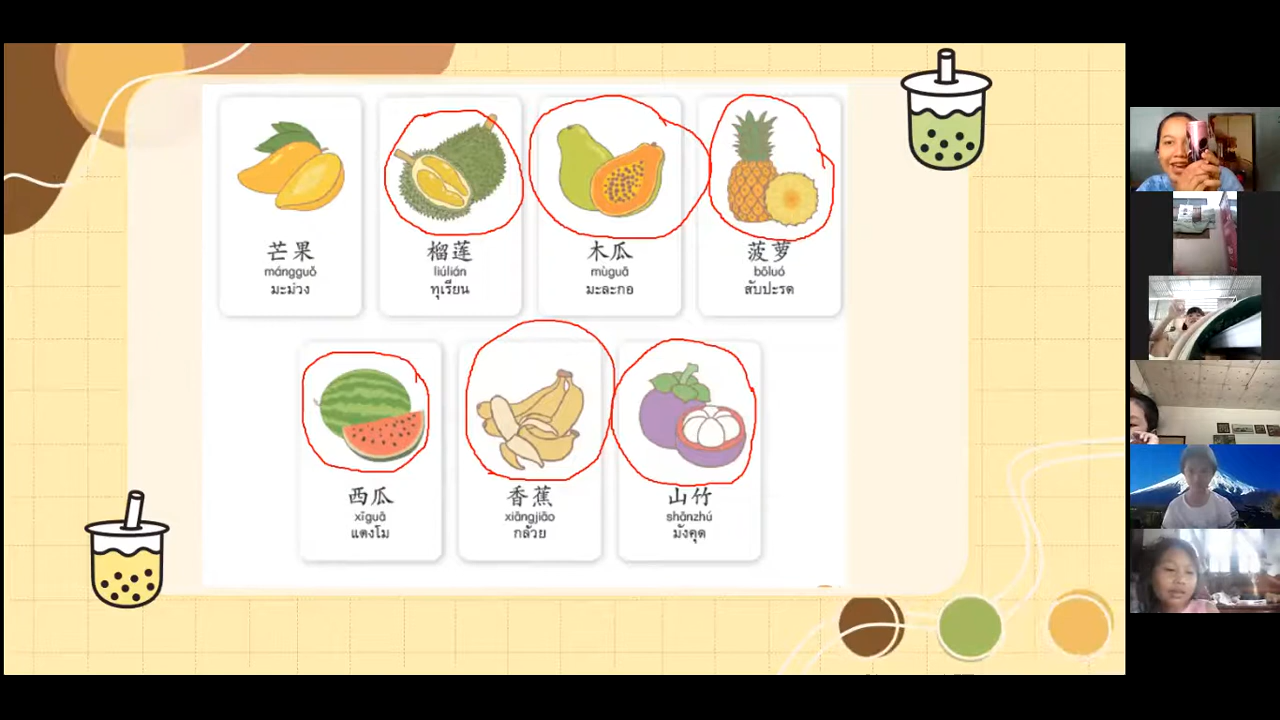 芒果
mángguǒ
มะม่วง
榴莲
liúlián
ทุเรียน
木瓜
mùguā
มะละกอ
菠萝
bōluó
สับปะรด
西瓜
xīguā
แตงโม
香蕉
xiāngjiāo
กล้วย
山竹
shānzhú
มังคุด